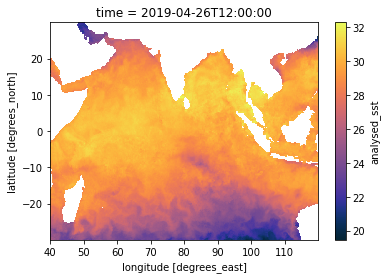 time = 2019-04-26T12:00:00
latitude [degrees_north]
20
10
0
−10
−20
40 50 60 70 80 90 100 110
longitude [degrees_east]
32
30
28
26
24
22
20
analysed_sst